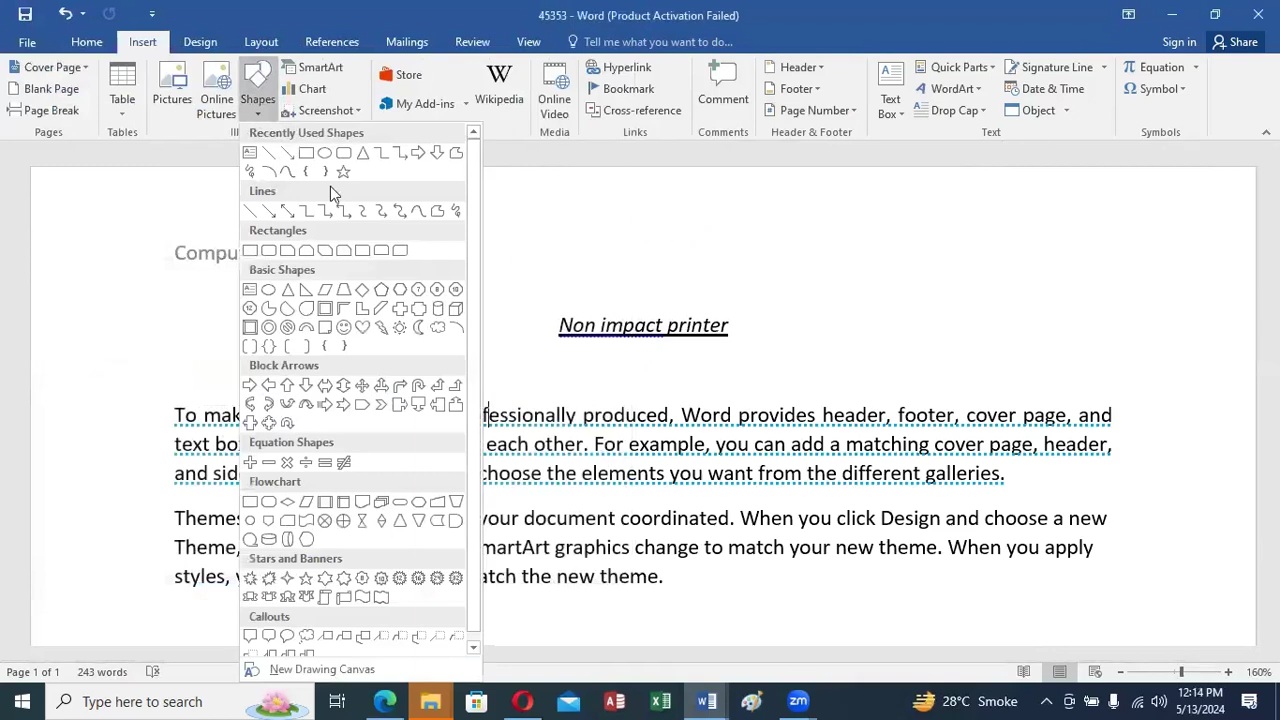 45353 - Word (Product Activation Failed)
File Home Insert Design Layout References Mailings Review View Tell me what you want to do... Sign in Share
Cover Page
Blank Page
Page Break
Pages
Table
Tables
Pictures
Online Pictures
Shapes
SmartArt
Chart
Screenshot
Store
My Add-ins
Wikipedia
Online Video
Media
Hyperlink
Bookmark
Cross-reference
Links
Comment
Comments
Header
Footer
Page Number
Header & Footer
Text Box
Quick Parts
WordArt
Drop Cap
Signature Line
Date & Time
Object
Text
Equation
Symbol
Symbols
Recently Used Shapes
Lines
Rectangles
Basic Shapes
Block Arrows
Equation Shapes
Flowchart
Stars and Banners
Callouts
New Drawing Canvas
Compu
Non impact printer
To mak fessionally produced, Word provides header, footer, cover page, and
text bo each other. For example, you can add a matching cover page, header,
and sid choose the elements you want from the different galleries.
Themes your document coordinated. When you click Design and choose a new
Theme, martArt graphics change to match your new theme. When you apply
styles, atch the new theme.
Page 1 of 1 243 words 160%
Type here to search 28°C Smoke 12:14 PM
5/13/2024